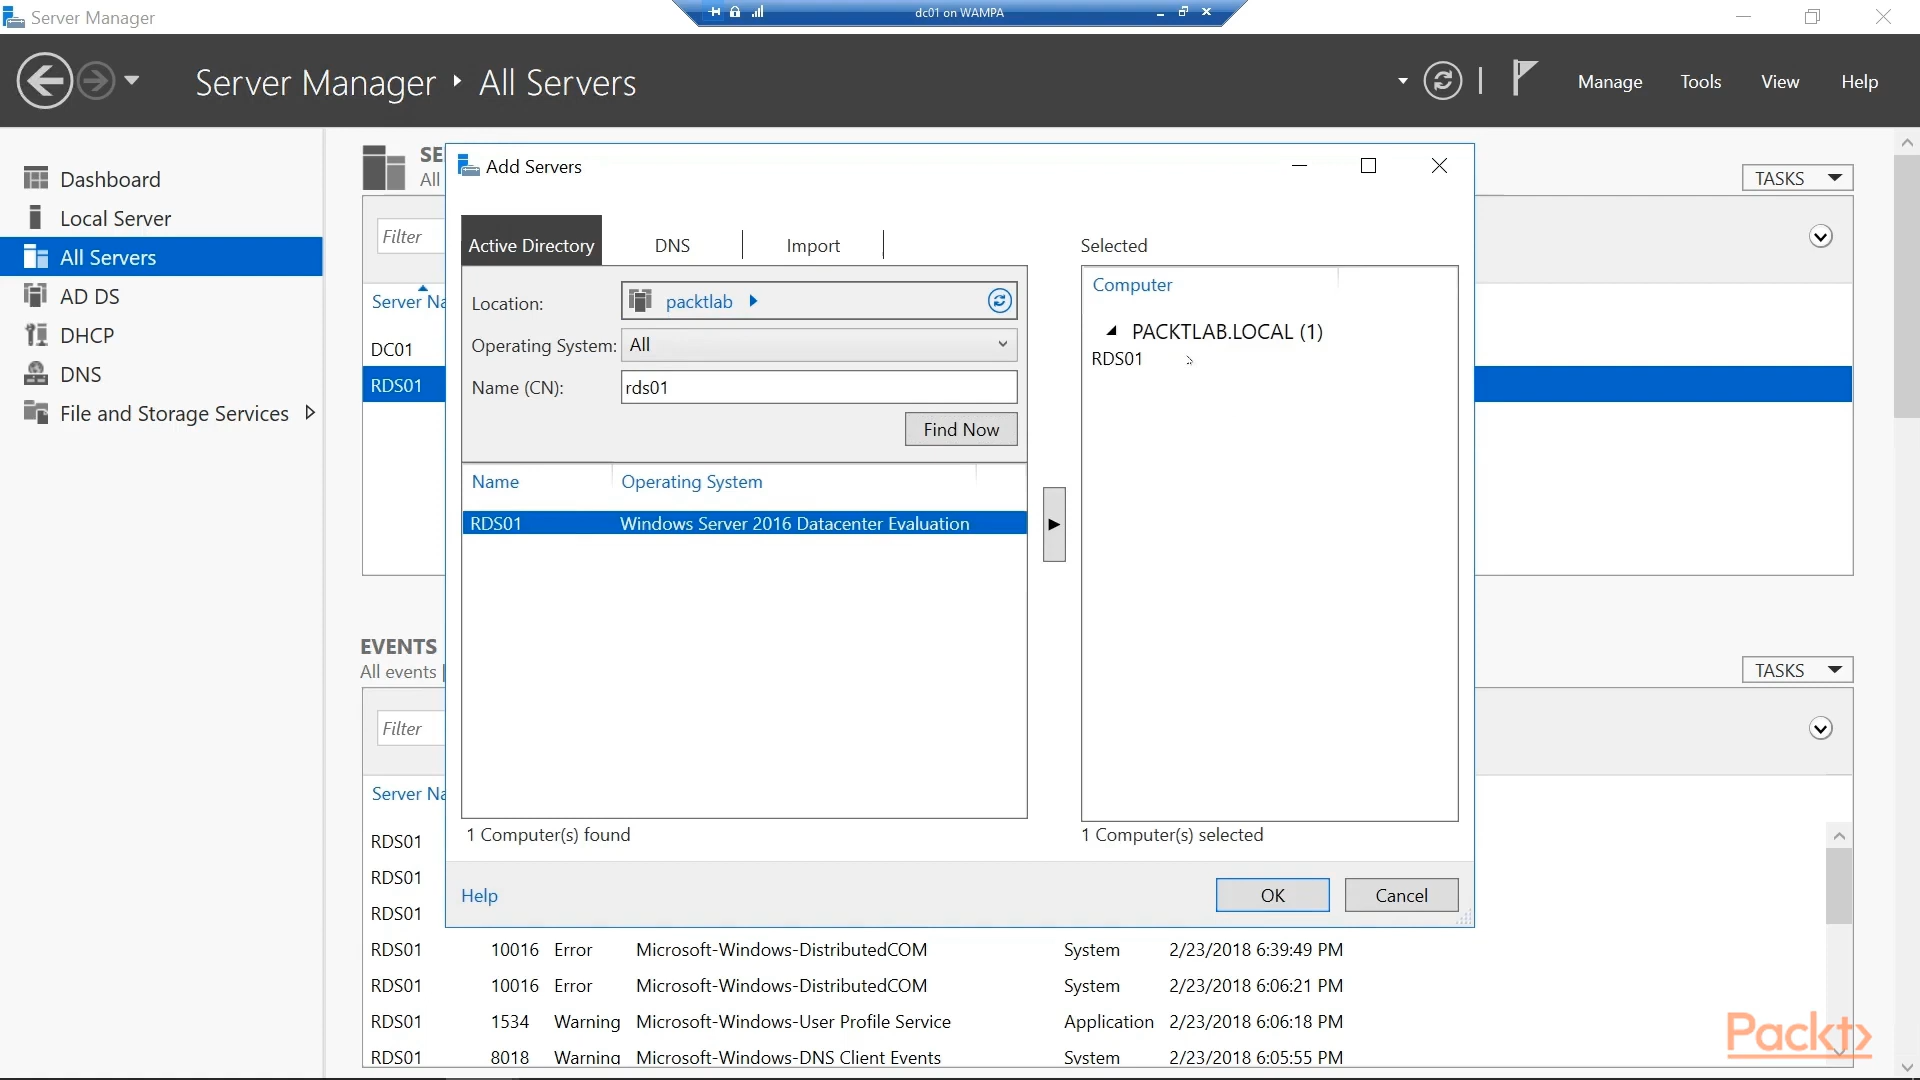 Server Manager
dc01 on WAMPA
Server Manager ‣ All Servers
Manage
Tools
View
Help
Dashboard
Local Server
All Servers
AD DS
DHCP
DNS
File and Storage Services
SE
All
TASKS
Filter
Server Na
DC01
RDS01
Add Servers
Active Directory
DNS
Import
Location:
packtlab
Operating System:
All
Name (CN):
rds01
Find Now
Name
Operating System
RDS01
Windows Server 2016 Datacenter Evaluation
1 Computer(s) found
Selected
Computer
PACKTLAB.LOCAL (1)
RDS01
1 Computer(s) selected
Help
OK
Cancel
EVENTS
All events
TASKS
Filter
Server Na
RDS01
RDS01
RDS01
RDS01 10016 Error Microsoft-Windows-DistributedCOM System 2/23/2018 6:39:49 PM
RDS01 10016 Error Microsoft-Windows-DistributedCOM System 2/23/2018 6:06:21 PM
RDS01 1534 Warning Microsoft-Windows-User Profile Service Application 2/23/2018 6:06:18 PM
RDS01 8018 Warning Microsoft-Windows-DNS Client Events System 2/23/2018 6:05:55 PM
Packt